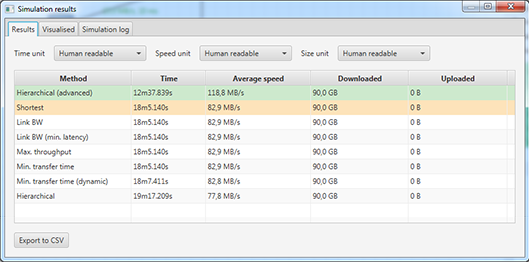 Simulation results
Results Visualised Simulation log
Time unit Human readable Speed unit Human readable Size unit Human readable
Method Time Average speed Downloaded Uploaded
Hierarchical (advanced) 12m37.839s 118,8 MB/s 90,0 GB 0 B
Shortest 18m5.140s 82,9 MB/s 90,0 GB 0 B
Link BW 18m5.140s 82,9 MB/s 90,0 GB 0 B
Link BW (min. latency) 18m5.140s 82,9 MB/s 90,0 GB 0 B
Max. throughput 18m5.140s 82,9 MB/s 90,0 GB 0 B
Min. transfer time 18m5.140s 82,9 MB/s 90,0 GB 0 B
Min. transfer time (dynamic) 18m7.411s 82,8 MB/s 90,0 GB 0 B
Hierarchical 19m17.209s 77,8 MB/s 90,0 GB 0 B
Export to CSV